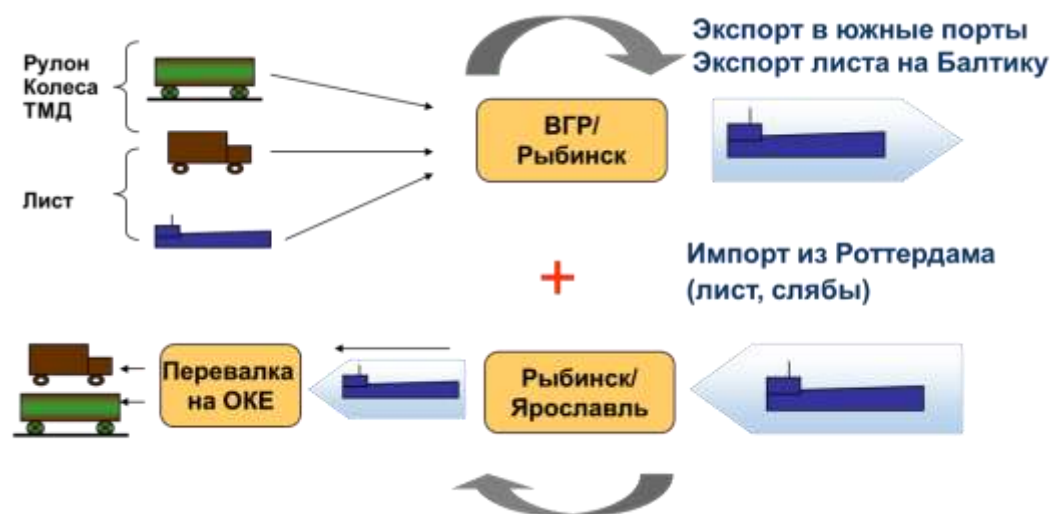 Экспорт в южные порты
Экспорт листа на Балтику
Рулон
Колеса
ТМД
ВГР/
Рыбинск
Лист
Импорт из Роттердама
(лист, слябы)
+
Перевалка
на ОКЕ
Рыбинск/
Ярославль